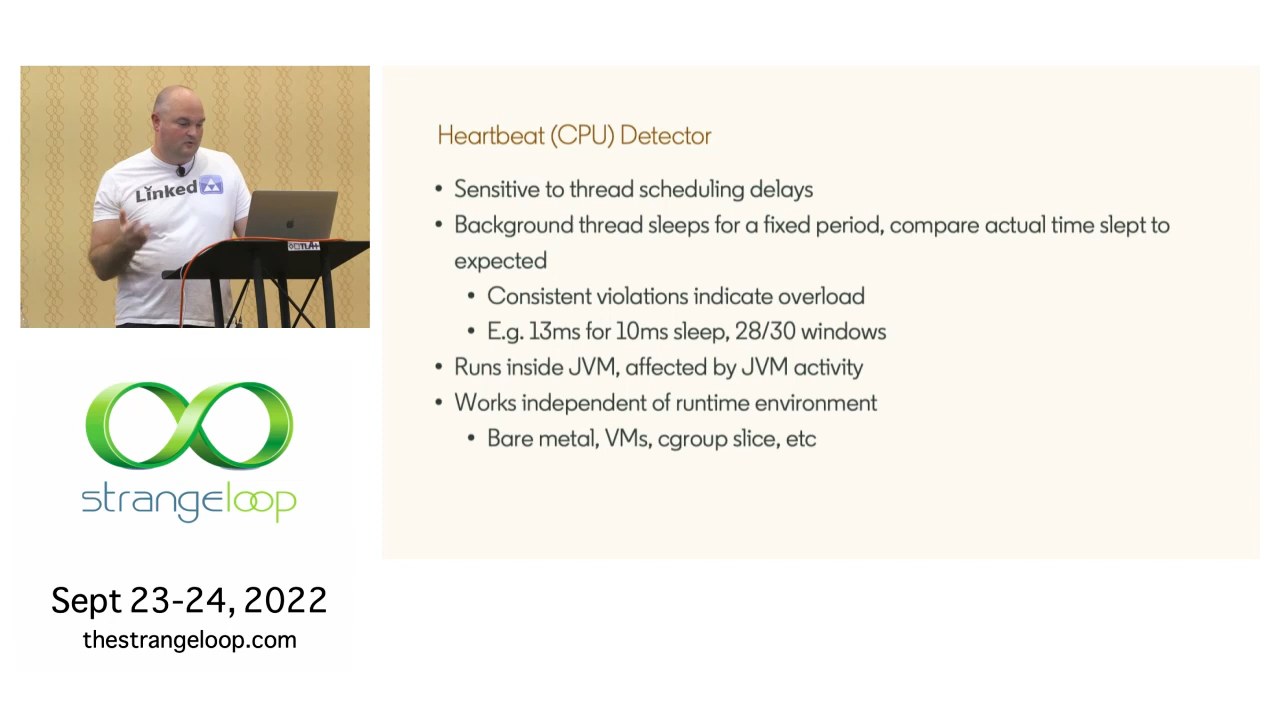 Linked
Heartbeat (CPU) Detector
• Sensitive to thread scheduling delays
• Background thread sleeps for a fixed period, compare actual time slept to
expected
• Consistent violations indicate overload
• E.g. 13ms for 10ms sleep, 28/30 windows
• Runs inside JVM, affected by JVM activity
• Works independent of runtime environment
• Bare metal, VMs, cgroup slice, etc
strangeloop
Sept 23-24, 2022
thestrangeloop.com